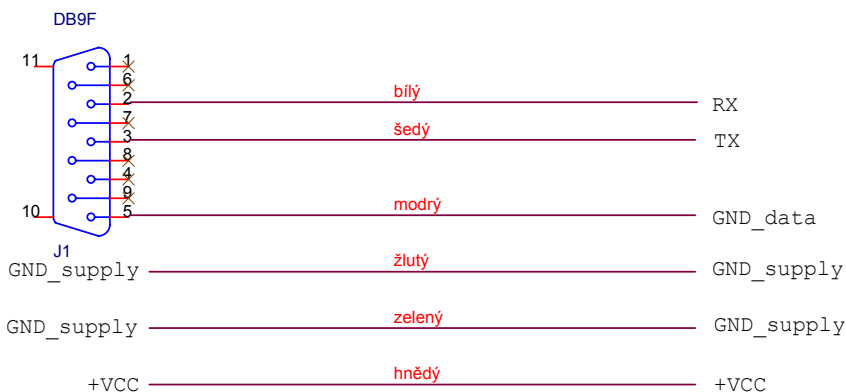 DB9F
11
1
6
bílý
2
RX
7
šedý
3
TX
8
4
9
modrý
10
5
GND_data
J1
žlutý
GND_supply
GND_supply
zelený
GND_supply
GND_supply
hnědý
+VCC
+VCC